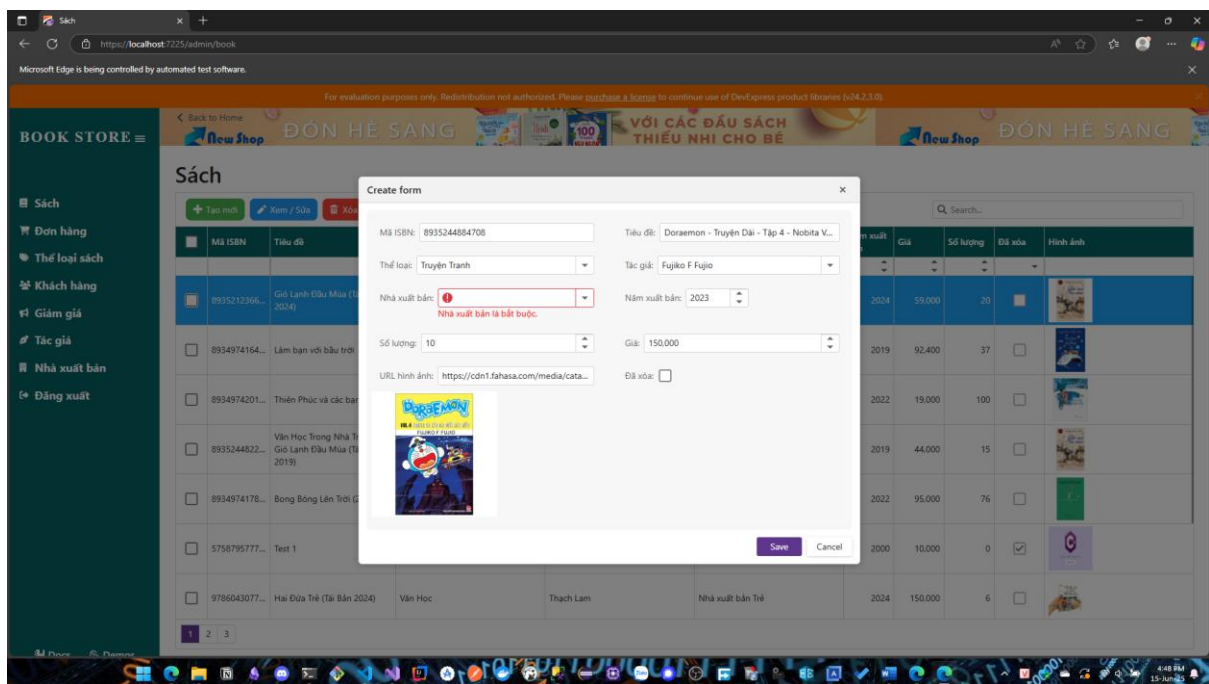 Sách
https://localhost:7225/admin/book
Microsoft Edge is being controlled by automated test software.
For evaluation purposes only. Redistribution not authorized. Please purchase a license to continue use of DevExpress product libraries (v24.2.3.0).
BOOK STORE
Back to Home
New Shop
ĐÓN HÈ SANG
VỚI CÁC ĐẦU SÁCH
THIẾU NHI CHO BÉ
New Shop
ĐÓN HÈ SANG
Sách
Đơn hàng
Thể loại sách
Khách hàng
Giảm giá
Tác giả
Nhà xuất bản
Đăng xuất
Docs Demos
Sách
Tạo mới Xem / Sửa Xóa
Search...
Mã ISBN Tiêu đề Giá Số lượng Đã xóa Hình ảnh
8935212366... Gió Lạnh Đầu Mùa 2024 59,000 20
2024)
8934974164... Làm bạn với bầu trời 2019 92,400 37
8934974201... Thiên Phúc và các bạn 2022 19,000 100
Văn Học Trong Nhà
8935244822... Gió Lạnh Đầu Mùa 2019 44,000 15
2019)
8934974178... Bong Bóng Lên Trời 2022 95,000 76
5758795777... Test 1 2000 10,000 0
9786043077... Hai Đứa Trẻ (Tái Bản 2024) Văn Học Thạch Lam Nhà xuất bản Trẻ 2024 150,000 6
1 2 3
Create form
Mã ISBN: 8935244884708 Tiêu đề: Doraemon - Truyện Dài - Tập 4 - Nobita V...
Thể loại: Truyện Tranh Tác giả: Fujiko F Fujio
Nhà xuất bản: Năm xuất bản: 2023
Nhà xuất bản là bắt buộc.
Số lượng: 10 Giá: 150,000
URL hình ảnh: https://cdn1.fahasa.com/media/cata... Đã xóa:
DORAEMON
FUJIKO F FUJIO
Save Cancel
4:48 PM
15-Jun-25